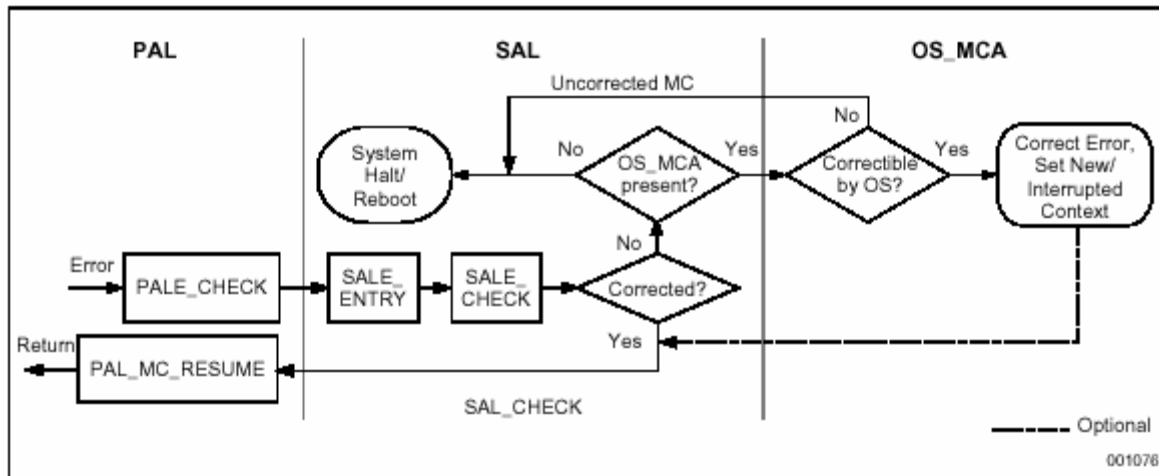 PAL
SAL
OS_MCA
Uncorrected MC
No
System
Halt/
Reboot
No
OS_MCA
present?
Yes
Correctible
by OS?
Yes
Correct Error,
Set New/
Interrupted
Context
No
Error
PALE_CHECK
SALE_
ENTRY
SALE_
CHECK
Corrected?
Yes
Return
PAL_MC_RESUME
SAL_CHECK
Optional
001076